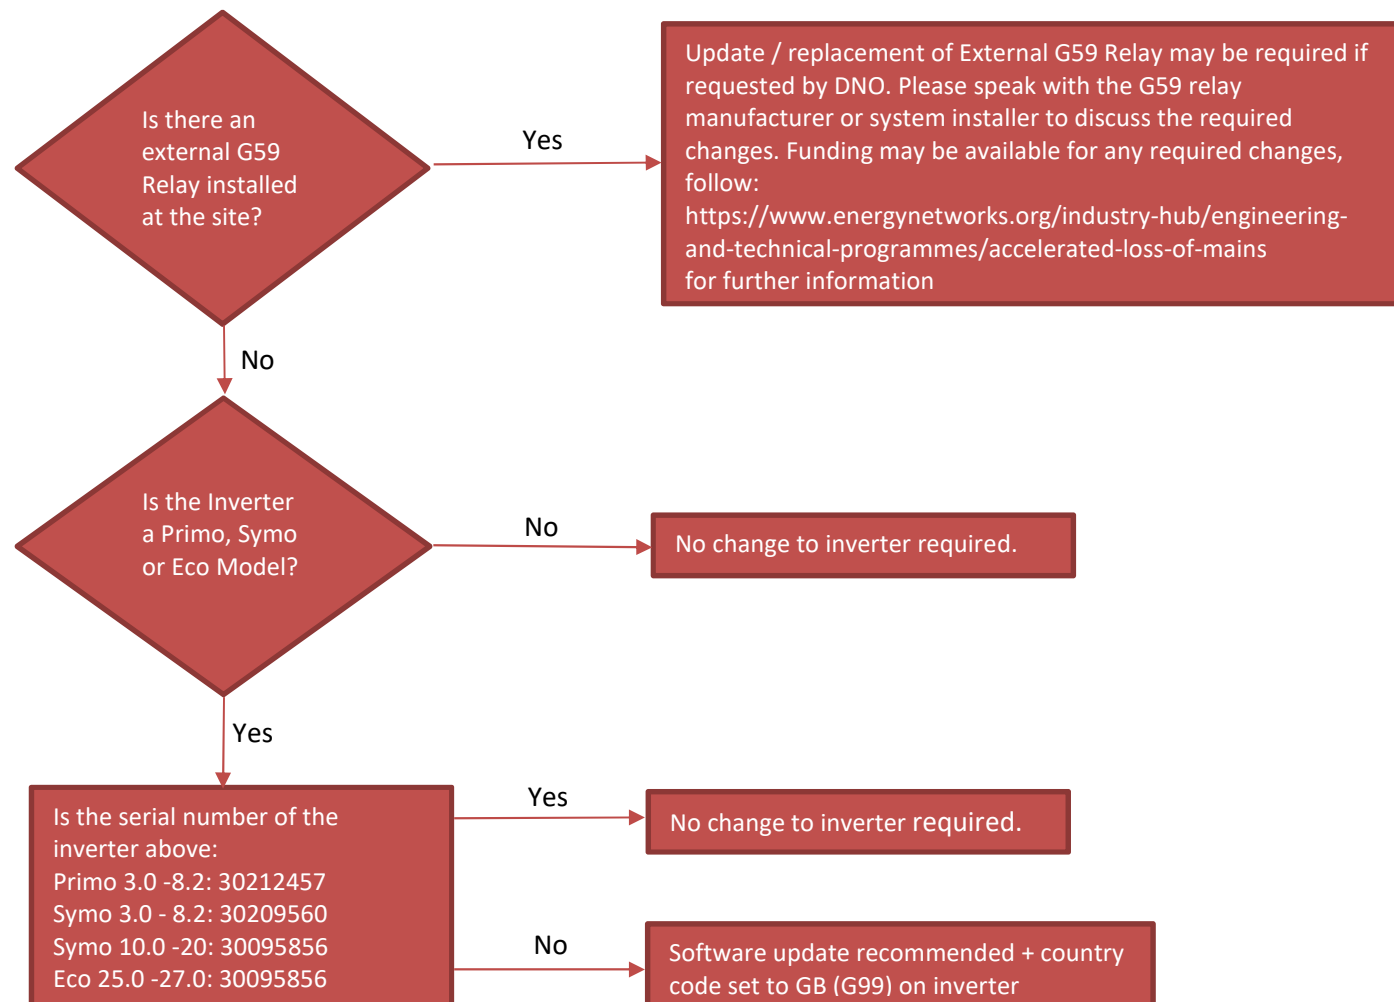 Is there an
external G59
Relay installed
at the site?
Yes
Update / replacement of External G59 Relay may be required if
requested by DNO. Please speak with the G59 relay
manufacturer or system installer to discuss the required
changes. Funding may be available for any required changes,
follow:
https://www.energynetworks.org/industry-hub/engineering-
and-technical-programmes/accelerated-loss-of-mains
for further information
No
Is the Inverter
a Primo, Symo
or Eco Model?
No
No change to inverter required.
Yes
Is the serial number of the
inverter above:
Primo 3.0 -8.2: 30212457
Symo 3.0 - 8.2: 30209560
Symo 10.0 -20: 30095856
Eco 25.0 -27.0: 30095856
Yes
No change to inverter required.
No
Software update recommended + country
code set to GB (G99) on inverter